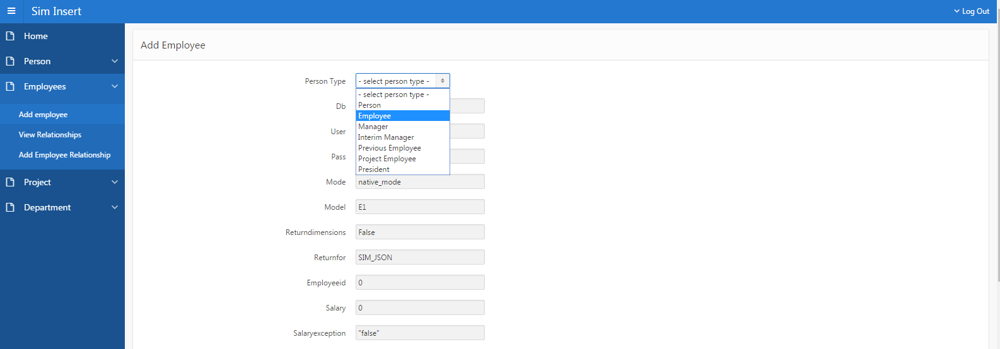 Sim Insert
Log Out
Home
Person
Employees
Add employee
View Relationships
Add Employee Relationship
Project
Department
Add Employee
Person Type - select person type -
- select person type -
Person
Employee
Manager
Interim Manager
Previous Employee
Project Employee
President
Db
User
Pass
Mode native_mode
Model E1
Returndimensions False
Returnfor SIM_JSON
Employeeid 0
Salary 0
Salaryexception "false"